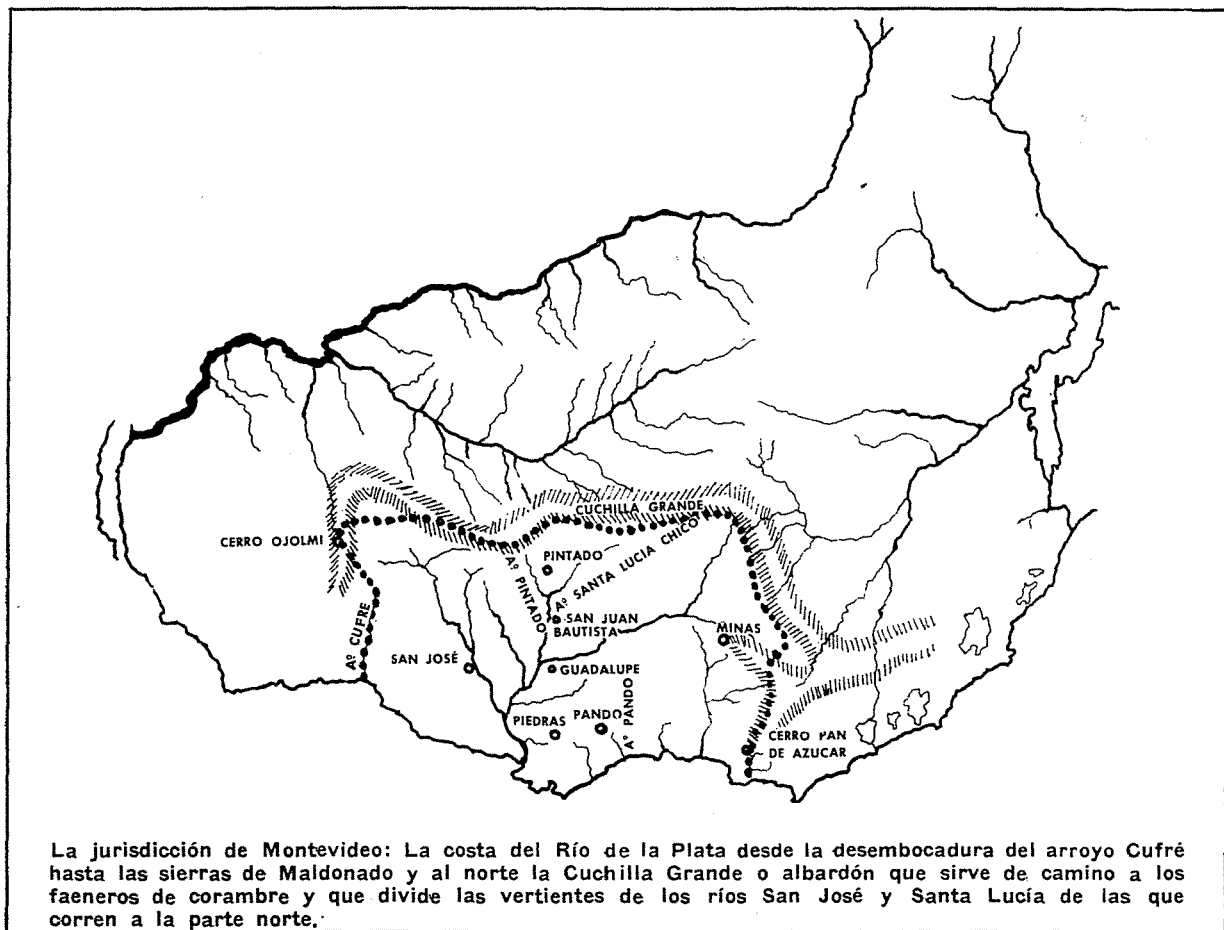 CUCHILLA GRANDE
CERRO OJOLMI
PINTADO
Aº PINTADO
Aº SANTA LUCIA CHICO
SAN JUAN
BAUTISTA
Aº CUFRE
MINAS
SAN JOSÉ
GUADALUPE
PIEDRAS
PANDO
Aº PANDO
CERRO PAN
DE AZUCAR
La jurisdicción de Montevideo: La costa del Río de la Plata desde la desembocadura del arroyo Cufré
hasta las sierras de Maldonado y al norte la Cuchilla Grande o albardón que sirve de camino a los
faeneros de corambre y que divide las vertientes de los ríos San José y Santa Lucía de las que
corren a la parte norte.